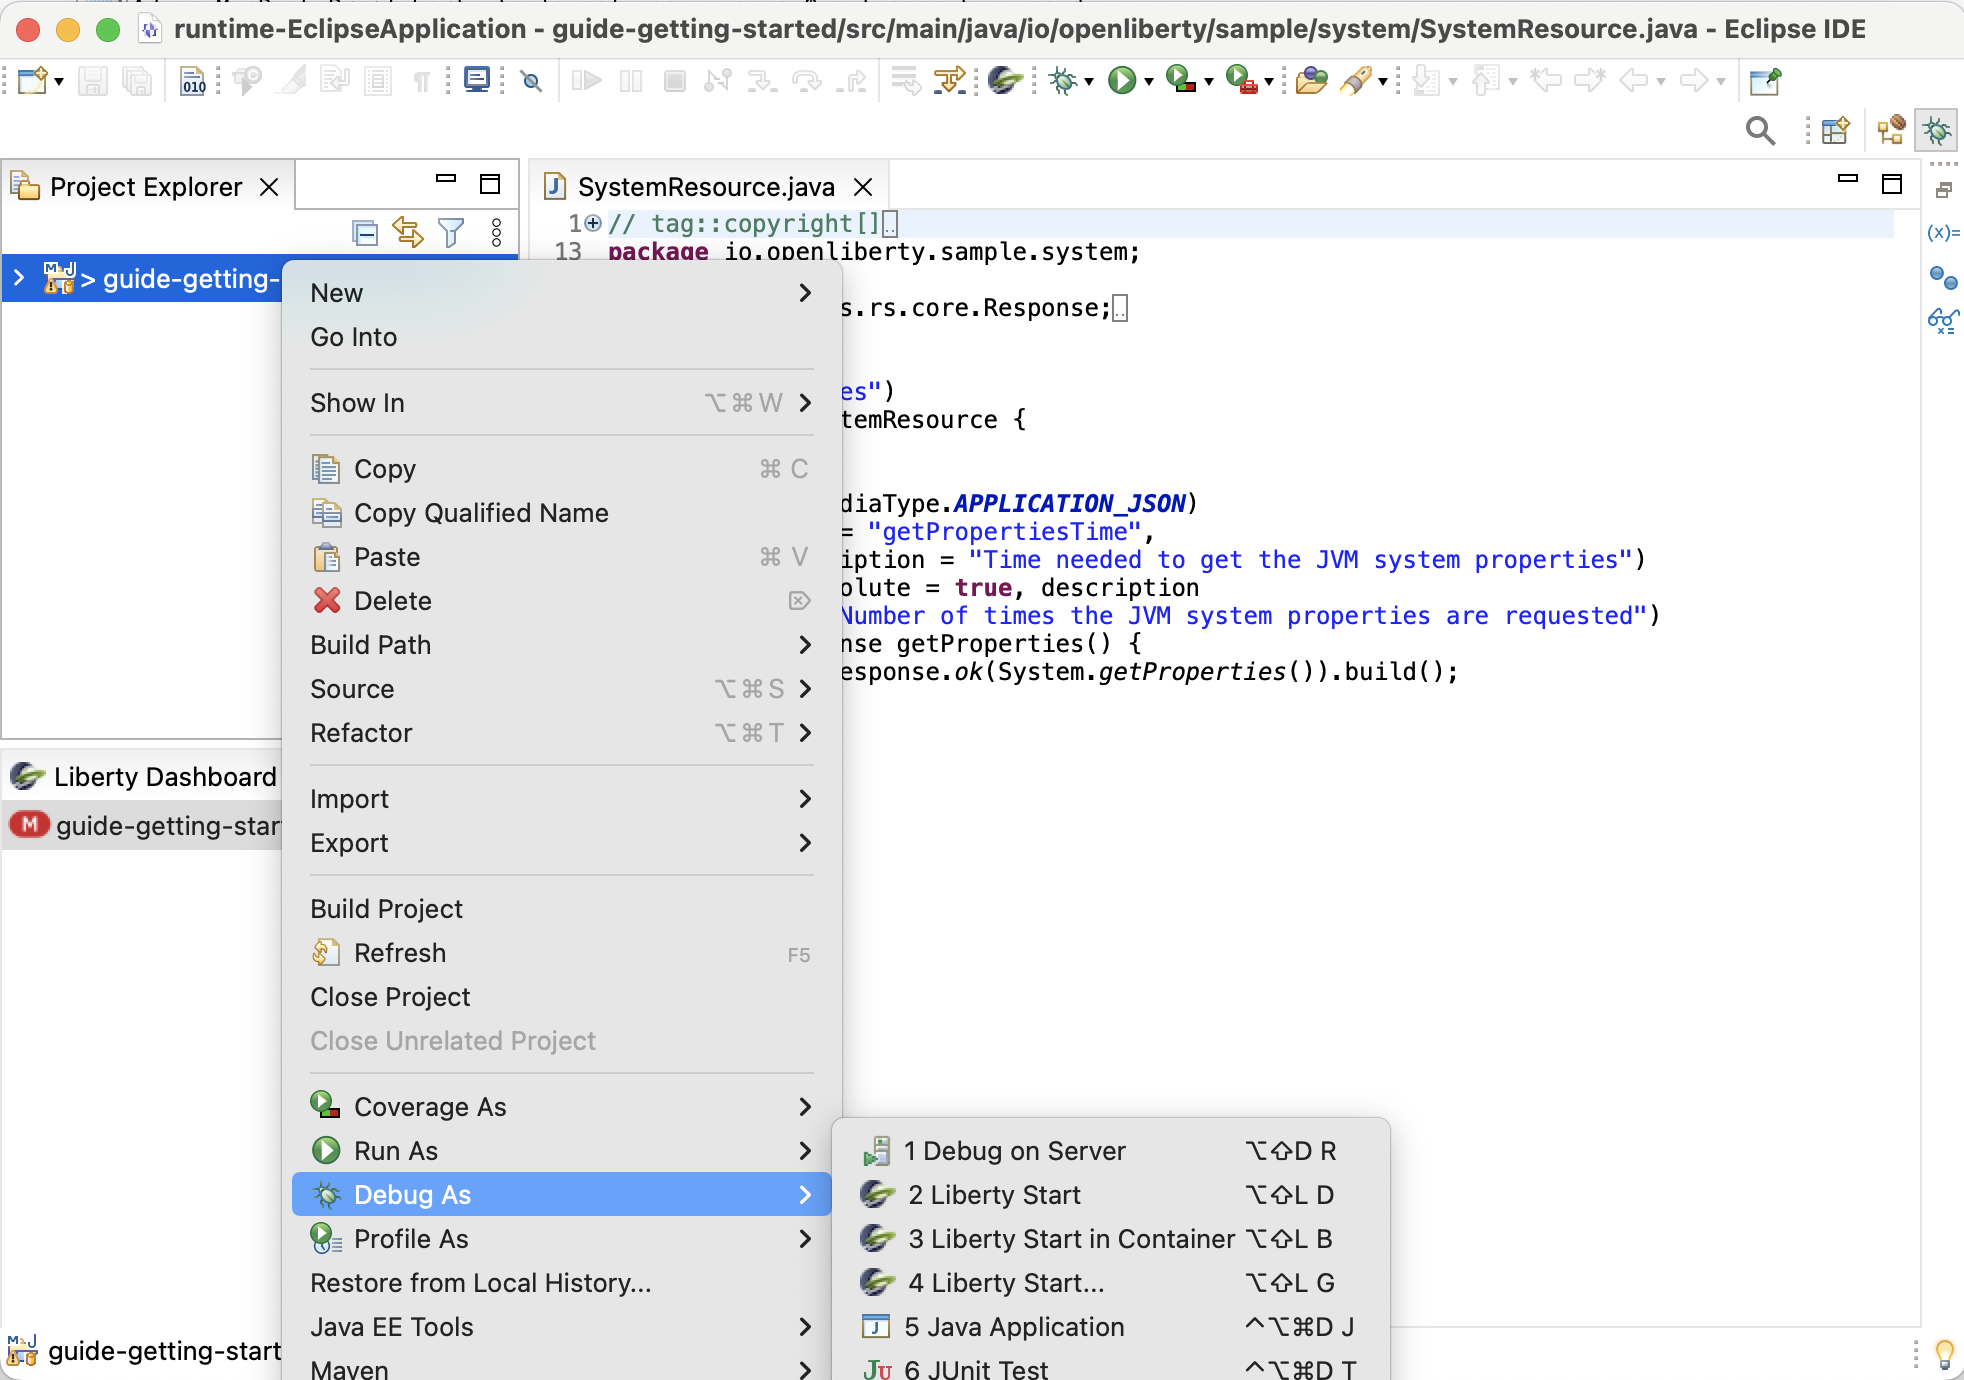 runtime-EclipseApplication - guide-getting-started/src/main/java/io/openliberty/sample/system/SystemResource.java - Eclipse IDE
010
Project Explorer
SystemResource.java
1 // tag::copyright[]..
13 package io.openliberty.sample.system;
> guide-getting-
s.rs.core.Response;..
es")
temResource {
diaType.APPLICATION_JSON)
= "getPropertiesTime",
iption = "Time needed to get the JVM system properties")
olute = true, description
Number of times the JVM system properties are requested")
nse getProperties() {
esponse.ok(System.getProperties()).build();
(x)=
New
Go Into
Show In ⌥⌘W
Copy ⌘ C
Copy Qualified Name
Paste ⌘ V
Delete ⌦
Build Path
Source ⌥⌘S
Refactor ⌥⌘T
Import
Export
Build Project
Refresh F5
Close Project
Close Unrelated Project
Coverage As
Run As
Debug As
Profile As
Restore from Local History...
Java EE Tools
Maven
1 Debug on Server ⌥⇧D R
2 Liberty Start ⌥⇧L D
3 Liberty Start in Container ⌥⇧L B
4 Liberty Start... ⌥⇧L G
5 Java Application ^⌥⌘D J
6 JUnit Test ^⌥⌘D T
Liberty Dashboard
M guide-getting-star
guide-getting-start